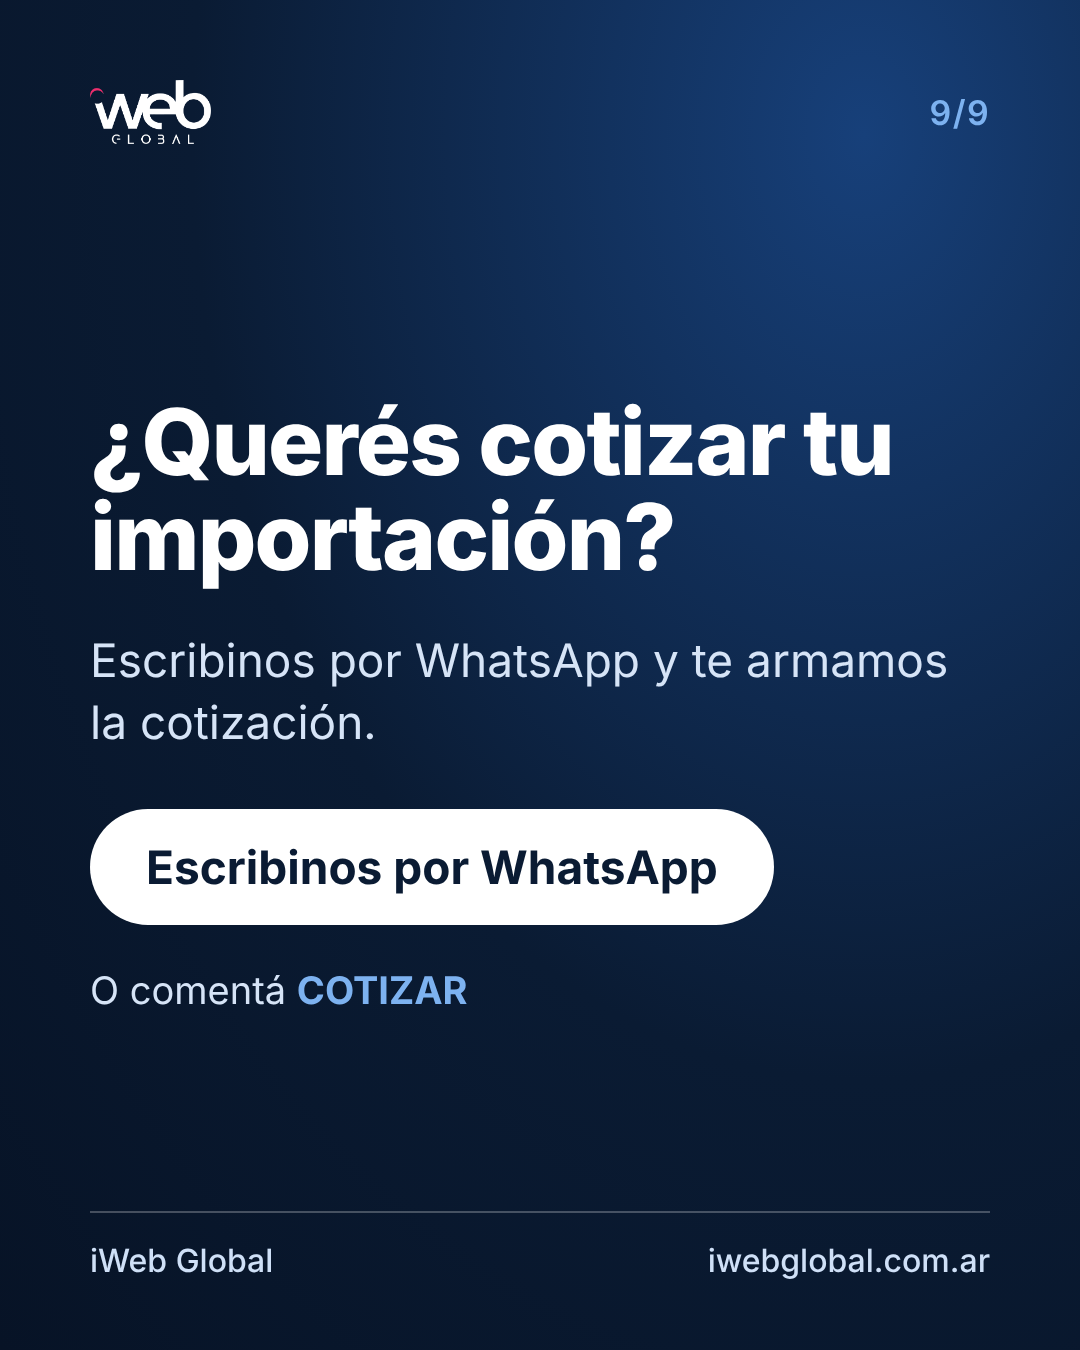 iweb
GLOBAL
9/9
¿Querés cotizar tu
importación?
Escribinos por WhatsApp y te armamos
la cotización.
Escribinos por WhatsApp
O comentá COTIZAR
iWeb Global
iwebglobal.com.ar